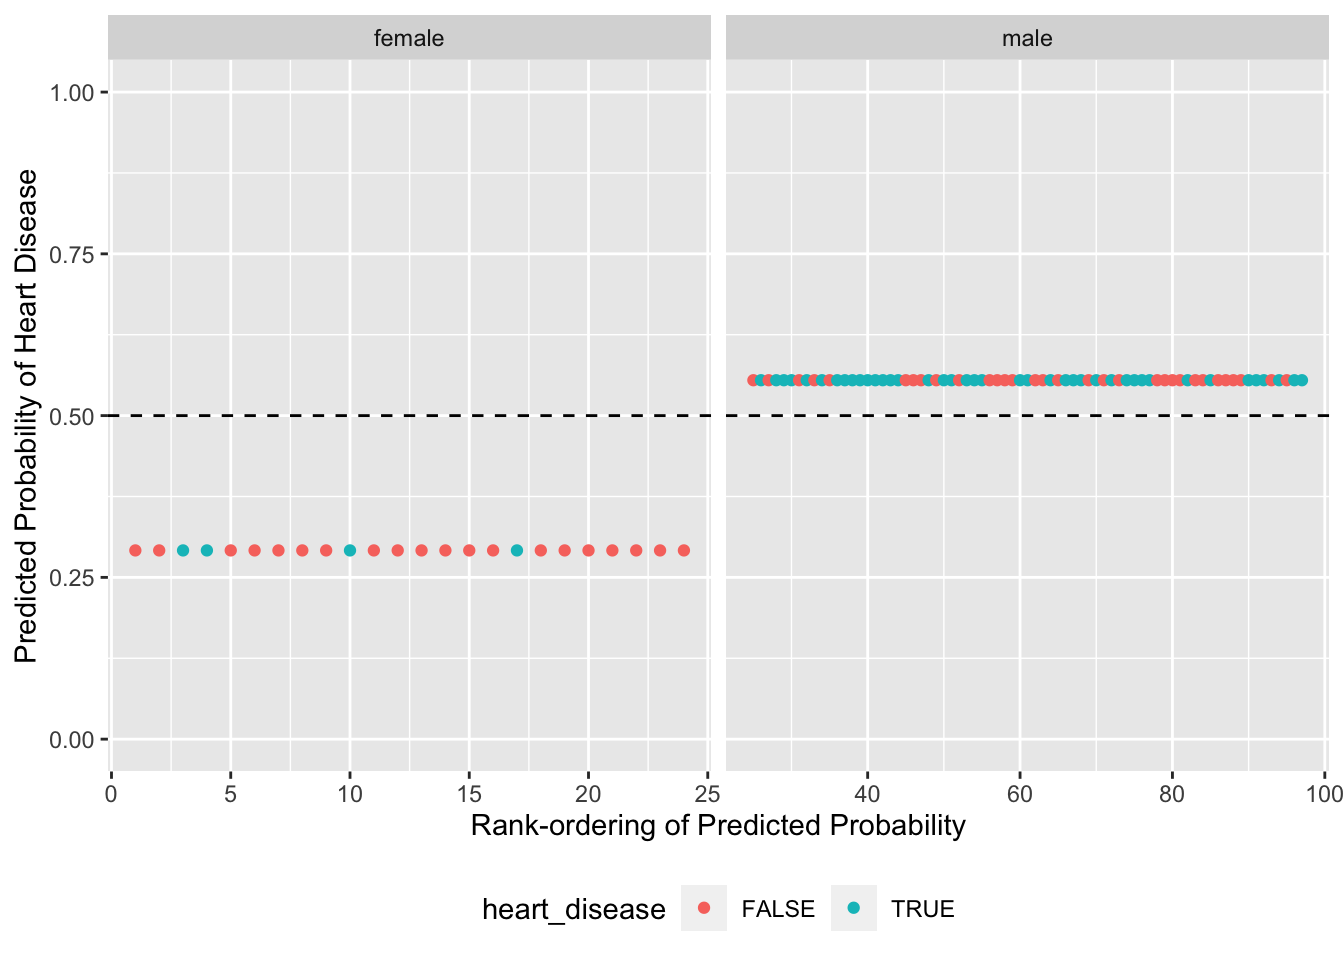 female male
1.00
0.75
0.50
0.25
0.00
Predicted Probability of Heart Disease
0 5 10 15 20 25 40 60 80 100
Rank-ordering of Predicted Probability
heart_disease FALSE TRUE